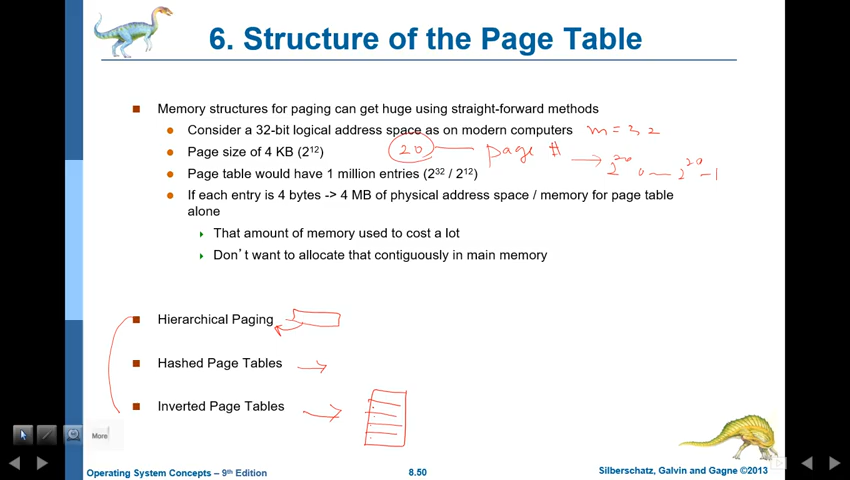 6. Structure of the Page Table
Memory structures for paging can get huge using straight-forward methods
Consider a 32-bit logical address space as on modern computers m = 32
Page size of 4 KB (2¹²) 20 page # → 2²⁰ 0 — 2²⁰-1
Page table would have 1 million entries (2³² / 2¹²)
If each entry is 4 bytes -> 4 MB of physical address space / memory for page table
alone
That amount of memory used to cost a lot
Don't want to allocate that contiguously in main memory
Hierarchical Paging
Hashed Page Tables
Inverted Page Tables
More
Operating System Concepts – 9th Edition 8.50 Silberschatz, Galvin and Gagne ©2013